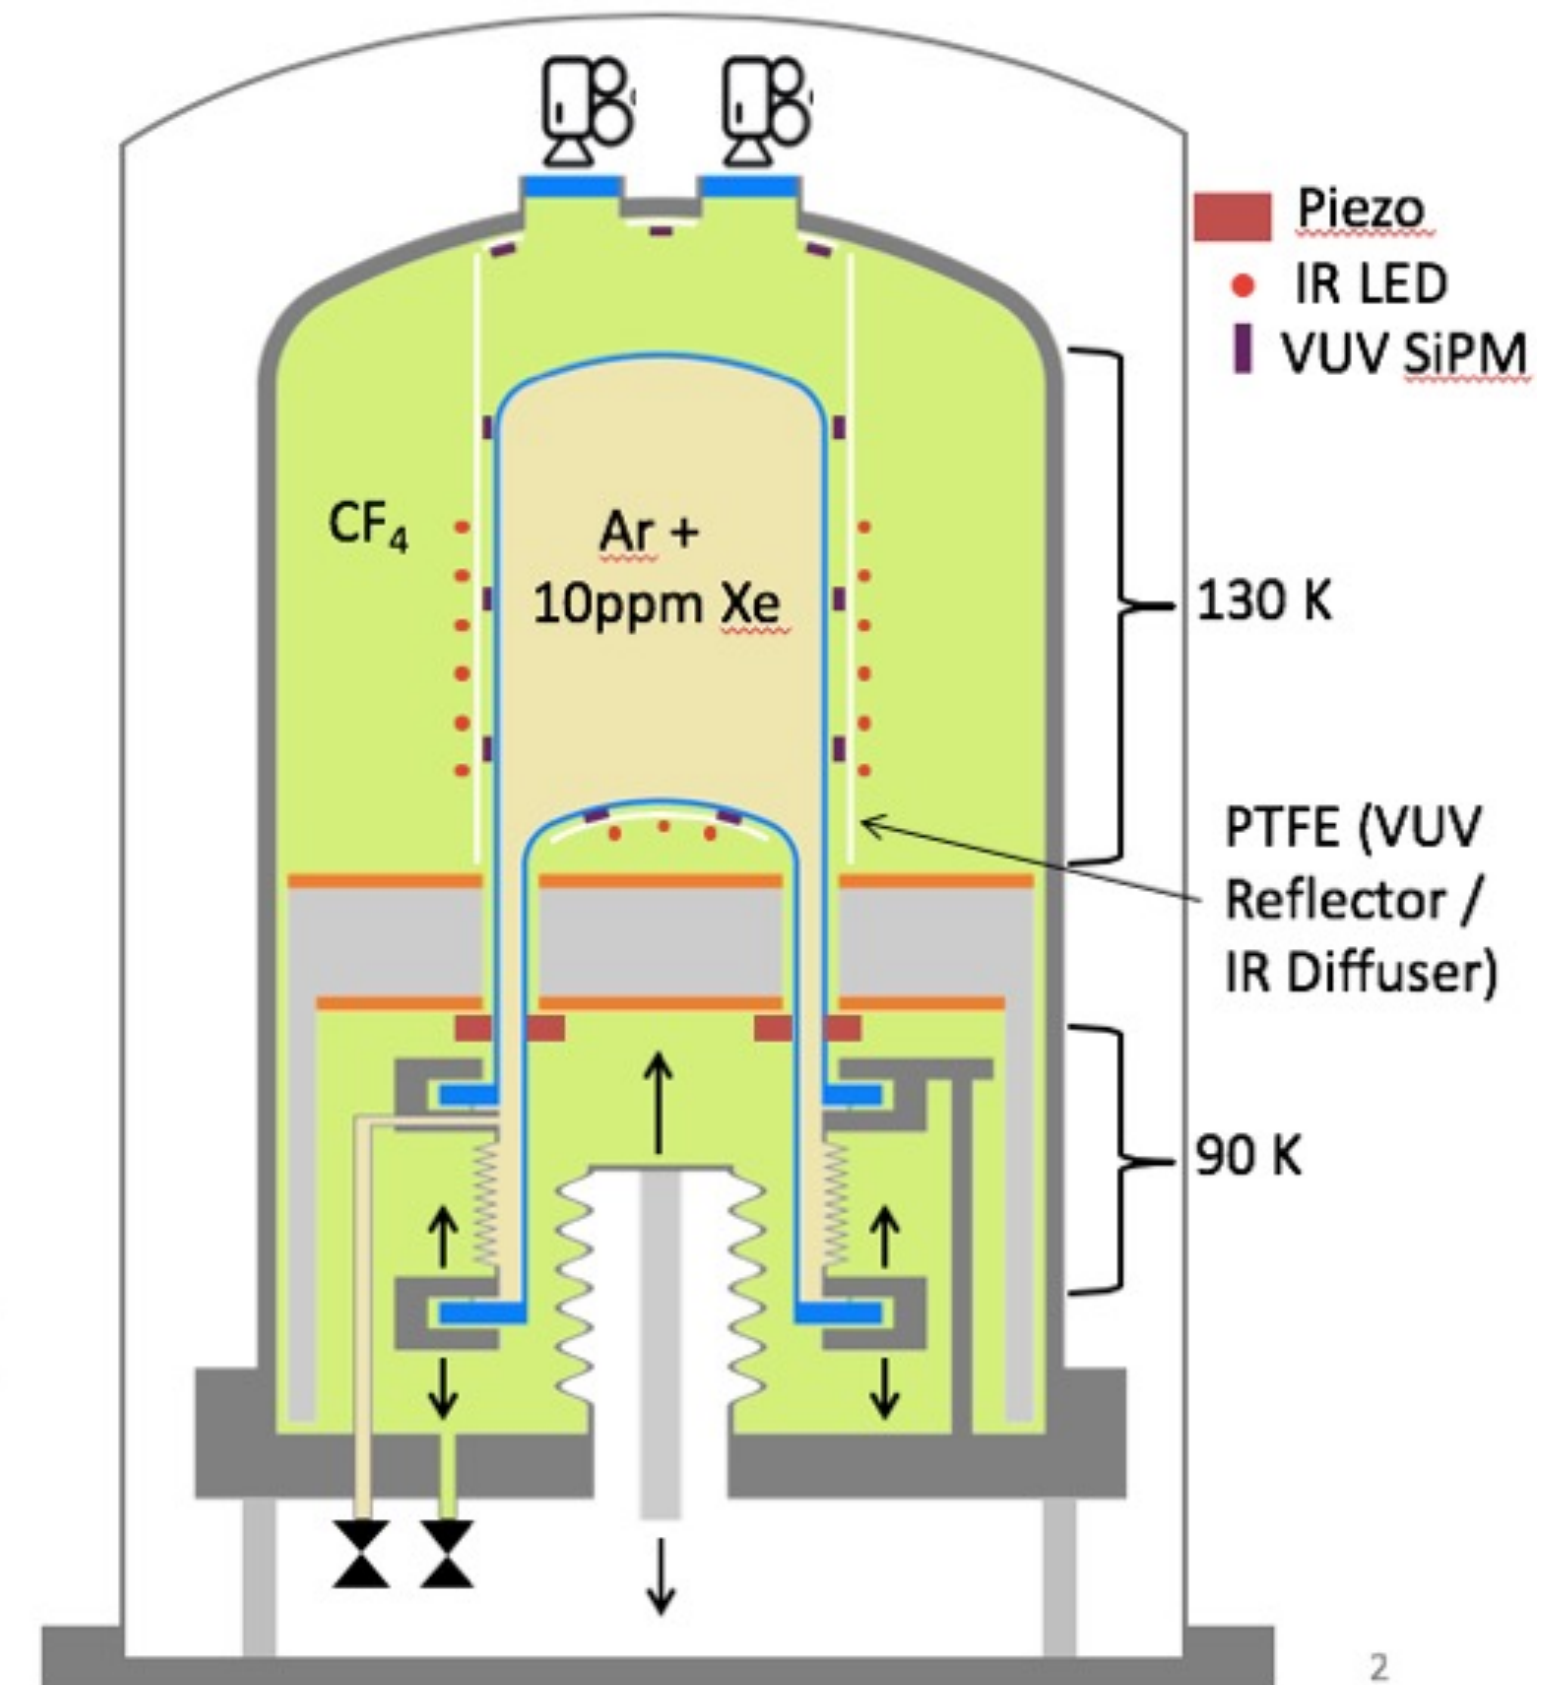 Piezo
IR LED
VUV SiPM
CF₄
Ar +
10ppm Xe
130 K
PTFE (VUV
Reflector /
IR Diffuser)
90 K
2